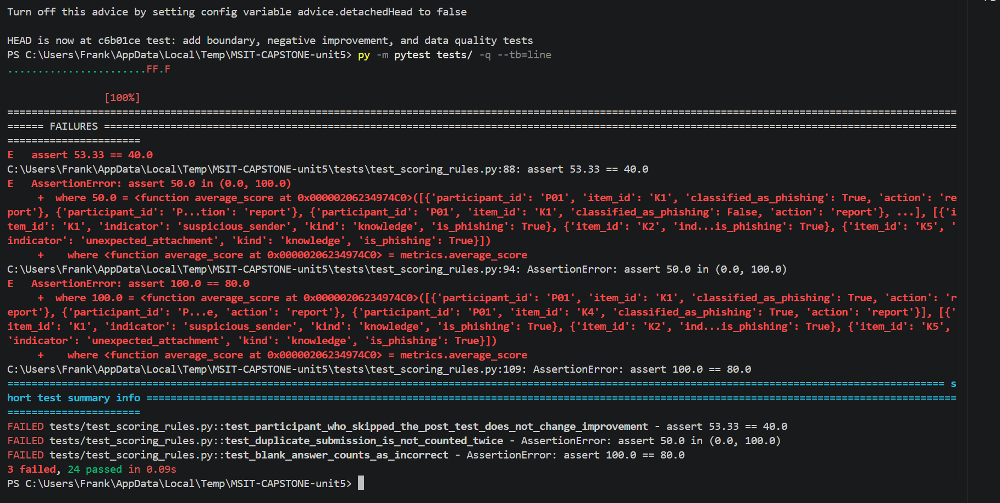 Turn off this advice by setting config variable advice.detachedHead to false
HEAD is now at c6b01ce test: add boundary, negative improvement, and data quality tests
PS C:\Users\Frank\AppData\Local\Temp\MSIT-CAPSTONE-unit5> py -m pytest tests/ -q --tb=line
.......................FF.F
[100%]
=============================================================================================================================================================
====== FAILURES =============================================================================================================================================
======================
E   assert 53.33 == 40.0
C:\Users\Frank\AppData\Local\Temp\MSIT-CAPSTONE-unit5\tests\test_scoring_rules.py:88: assert 53.33 == 40.0
E   AssertionError: assert 50.0 in (0.0, 100.0)
     +  where 50.0 = <function average_score at 0x00000206234974C0>([{'participant_id': 'P01', 'item_id': 'K1', 'classified_as_phishing': True, 'action': 're
port'}, {'participant_id': 'P...tion': 'report'}, {'participant_id': 'P01', 'item_id': 'K1', 'classified_as_phishing': False, 'action': 'report'}, ...], [{'i
tem_id': 'K1', 'indicator': 'suspicious_sender', 'kind': 'knowledge', 'is_phishing': True}, {'item_id': 'K2', 'ind...is_phishing': True}, {'item_id': 'K5', '
indicator': 'unexpected_attachment', 'kind': 'knowledge', 'is_phishing': True}])
     +    where <function average_score at 0x00000206234974C0> = metrics.average_score
C:\Users\Frank\AppData\Local\Temp\MSIT-CAPSTONE-unit5\tests\test_scoring_rules.py:94: AssertionError: assert 50.0 in (0.0, 100.0)
E   AssertionError: assert 100.0 == 80.0
     +  where 100.0 = <function average_score at 0x00000206234974C0>([{'participant_id': 'P01', 'item_id': 'K1', 'classified_as_phishing': True, 'action': 'r
eport'}, {'participant_id': 'P...e, 'action': 'report'}, {'participant_id': 'P01', 'item_id': 'K4', 'classified_as_phishing': True, 'action': 'report'}], [{'
item_id': 'K1', 'indicator': 'suspicious_sender', 'kind': 'knowledge', 'is_phishing': True}, {'item_id': 'K2', 'ind...is_phishing': True}, {'item_id': 'K5',
'indicator': 'unexpected_attachment', 'kind': 'knowledge', 'is_phishing': True}])
     +    where <function average_score at 0x00000206234974C0> = metrics.average_score
C:\Users\Frank\AppData\Local\Temp\MSIT-CAPSTONE-unit5\tests\test_scoring_rules.py:109: AssertionError: assert 100.0 == 80.0
=========================================================================================================================================================== s
hort test summary info ======================================================================================================================================
======================
FAILED tests/test_scoring_rules.py::test_participant_who_skipped_the_post_test_does_not_change_improvement - assert 53.33 == 40.0
FAILED tests/test_scoring_rules.py::test_duplicate_submission_is_not_counted_twice - AssertionError: assert 50.0 in (0.0, 100.0)
FAILED tests/test_scoring_rules.py::test_blank_answer_counts_as_incorrect - AssertionError: assert 100.0 == 80.0
3 failed, 24 passed in 0.09s
PS C:\Users\Frank\AppData\Local\Temp\MSIT-CAPSTONE-unit5>